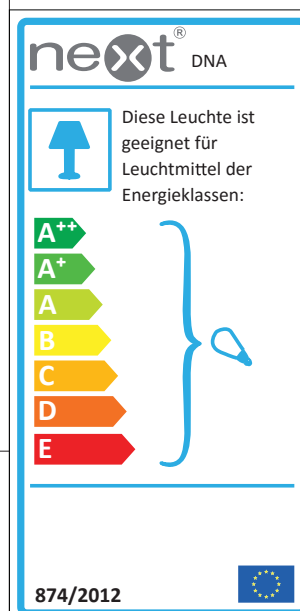 next® DNA
Diese Leuchte ist
geeignet für
Leuchtmittel der
Energieklassen:
A++
A+
A
B
C
D
E
874/2012